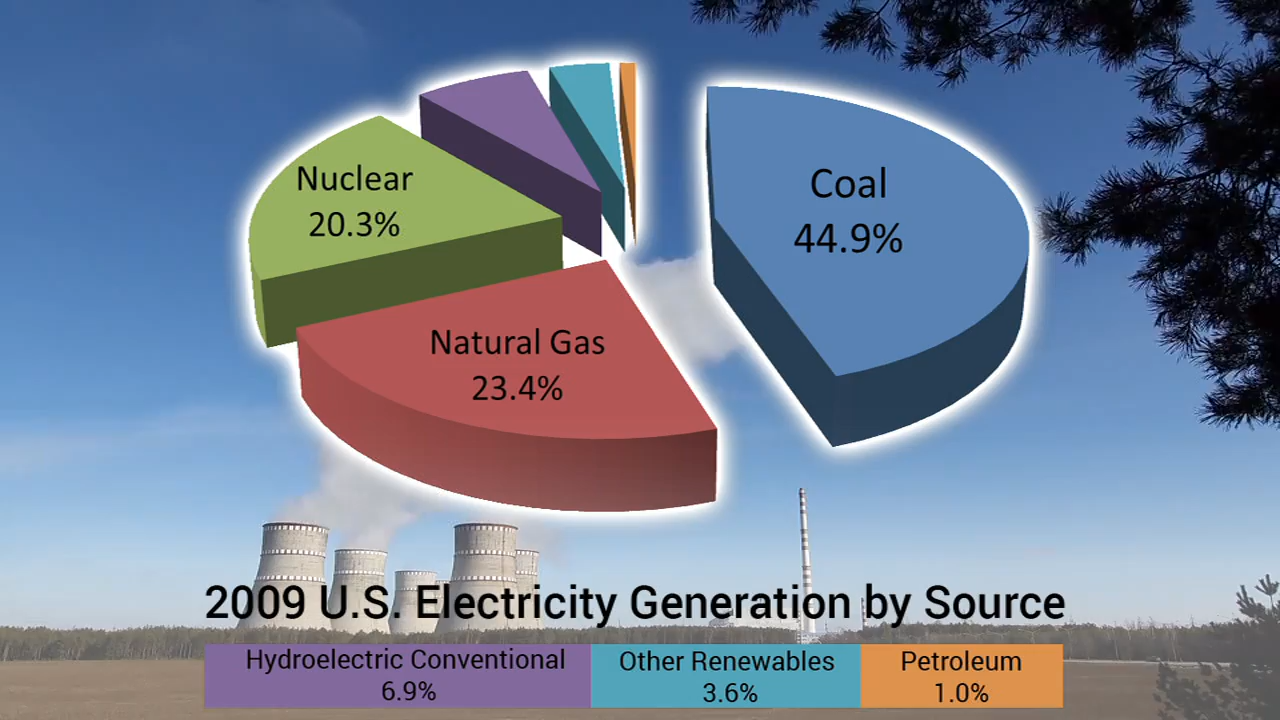 Nuclear
20.3%
Coal
44.9%
Natural Gas
23.4%
2009 U.S. Electricity Generation by Source
Hydroelectric Conventional
6.9%
Other Renewables
3.6%
Petroleum
1.0%